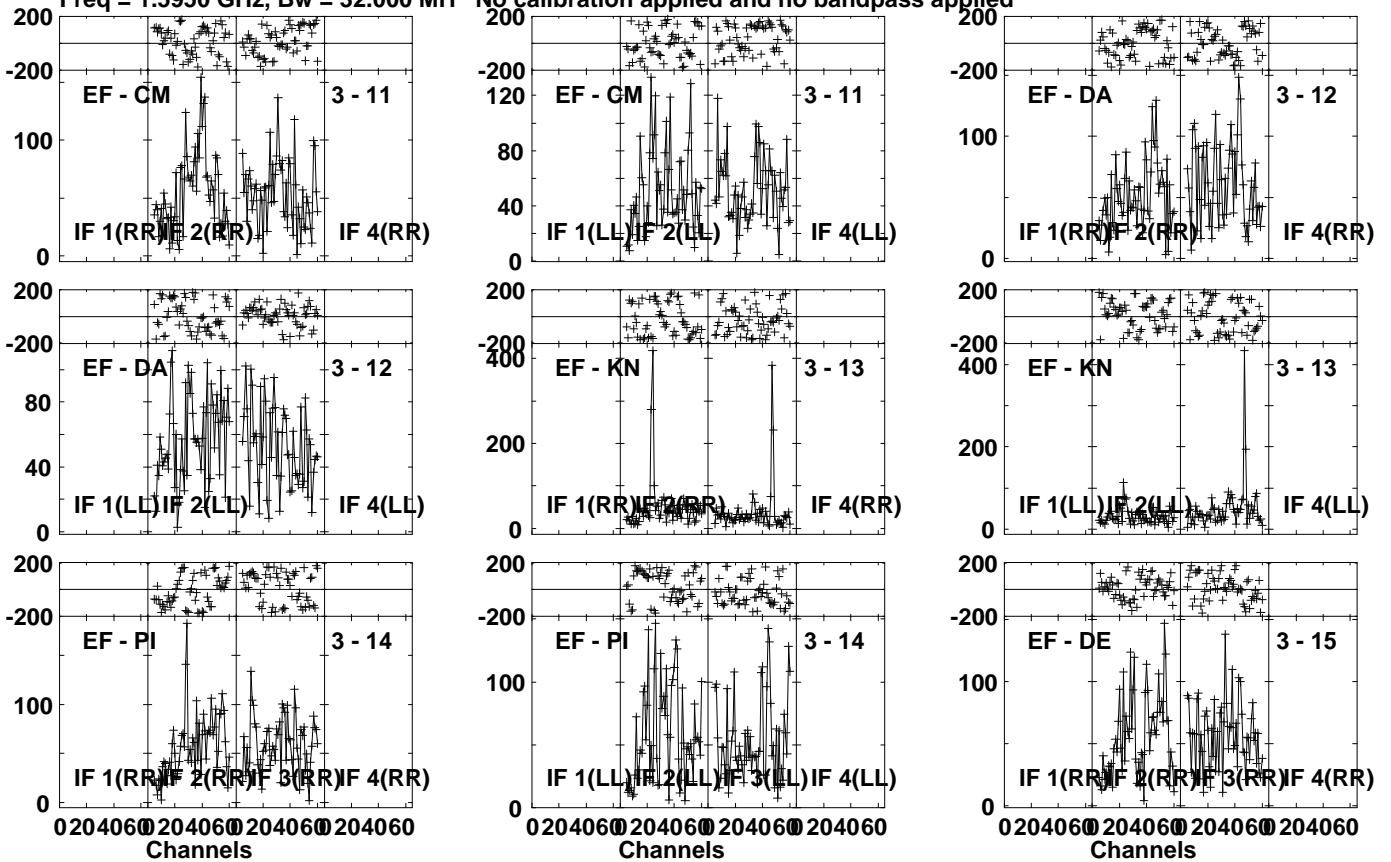 Freq = 1.5950 GHz, Bw = 32.000 MH No calibration applied and no bandpass applied
200
-200
EF - CM
3 - 11
100
0
IF 1(RR) IF 2(RR) IF 4(RR)
200
-200
EF - CM
3 - 11
120
80
40
0
IF 1(LL) IF 2(LL) IF 4(LL)
200
-200
EF - DA
3 - 12
100
0
IF 1(RR) IF 2(RR) IF 4(RR)
200
-200
EF - DA
3 - 12
80
40
0
IF 1(LL) IF 2(LL) IF 4(LL)
200
-200
EF - KN
3 - 13
400
200
0
IF 1(RR) IF 2(RR) IF 4(RR)
200
-200
EF - KN
3 - 13
400
200
0
IF 1(LL) IF 2(LL) IF 4(LL)
200
-200
EF - PI
3 - 14
100
0
IF 1(RR) IF 2(RR) IF 3(RR) IF 4(RR)
0 20 40 60 0 20 40 60 0 20 40 60 0 20 40 60
Channels
200
-200
EF - PI
3 - 14
100
0
IF 1(LL) IF 2(LL) IF 3(LL) IF 4(LL)
0 20 40 60 0 20 40 60 0 20 40 60 0 20 40 60
Channels
200
-200
EF - DE
3 - 15
100
0
IF 1(RR) IF 2(RR) IF 3(RR) IF 4(RR)
0 20 40 60 0 20 40 60 0 20 40 60 0 20 40 60
Channels